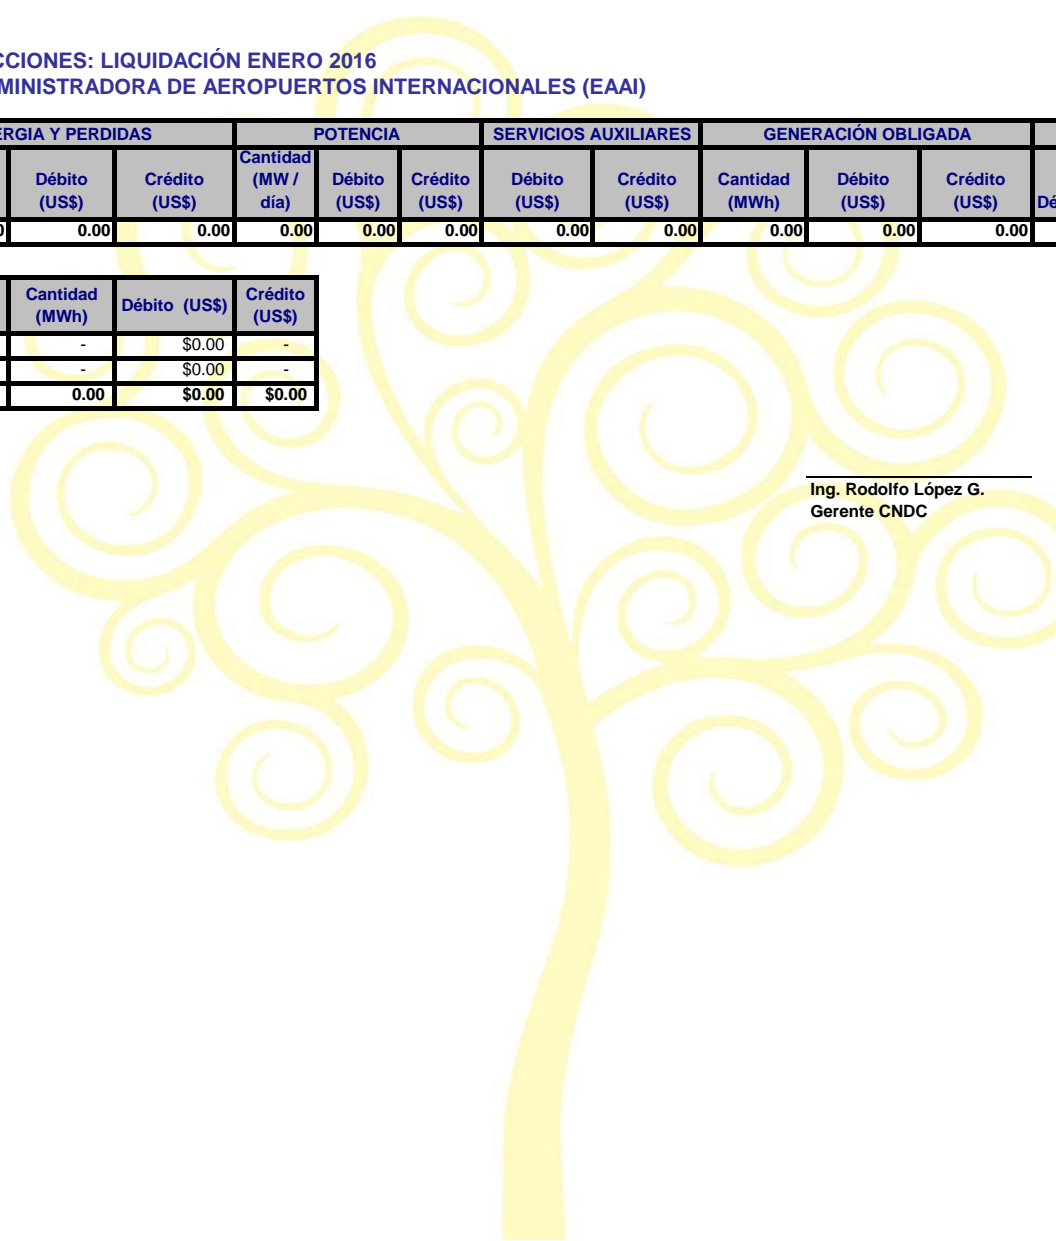 CCIONES: LIQUIDACIÓN ENERO 2016
MINISTRADORA DE AEROPUERTOS INTERNACIONALES (EAAI)
ERGIA Y PERDIDAS POTENCIA SERVICIOS AUXILIARES GENERACIÓN OBLIGADA
Débito (US$) Crédito (US$) Cantidad (MW / día) Débito (US$) Crédito (US$) Débito (US$) Crédito (US$) Cantidad (MWh) Débito (US$) Crédito (US$) Dé
0 0.00 0.00 0.00 0.00 0.00 0.00 0.00 0.00 0.00 0.00
Cantidad (MWh) Débito (US$) Crédito (US$)
- $0.00 -
- $0.00 -
0.00 $0.00 $0.00
Ing. Rodolfo López G.
Gerente CNDC